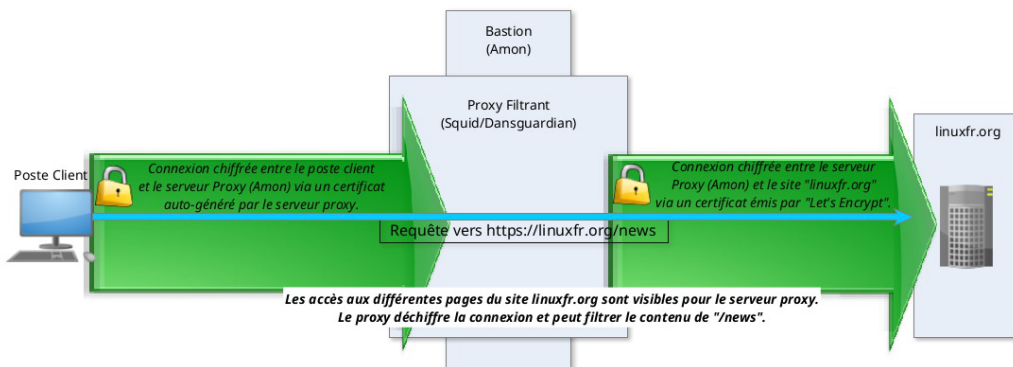 Bastion
(Amon)
Proxy Filtrant
(Squid/Dansguardian)
linuxfr.org
Poste Client
Connexion chiffrée entre le poste client
et le serveur Proxy (Amon) via un certificat
auto-généré par le serveur proxy.
Connexion chiffrée entre le serveur
Proxy (Amon) et le site "linuxfr.org"
via un certificat émis par "Let's Encrypt".
Requête vers https://linuxfr.org/news
Les accès aux différentes pages du site linuxfr.org sont visibles pour le serveur proxy.
Le proxy déchiffre la connexion et peut filtrer le contenu de "/news".